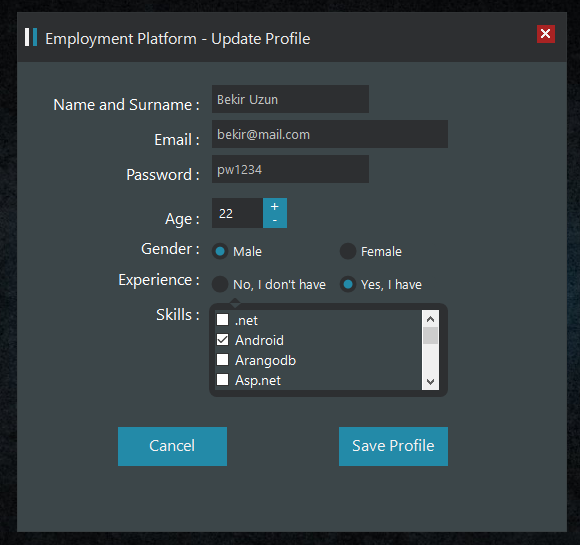 Employment Platform - Update Profile
Name and Surname : Bekir Uzun
Email : bekir@mail.com
Password : pw1234
Age : 22 + -
Gender : Male Female
Experience : No, I don't have Yes, I have
Skills : .net
Android
Arangodb
Asp.net
Cancel Save Profile